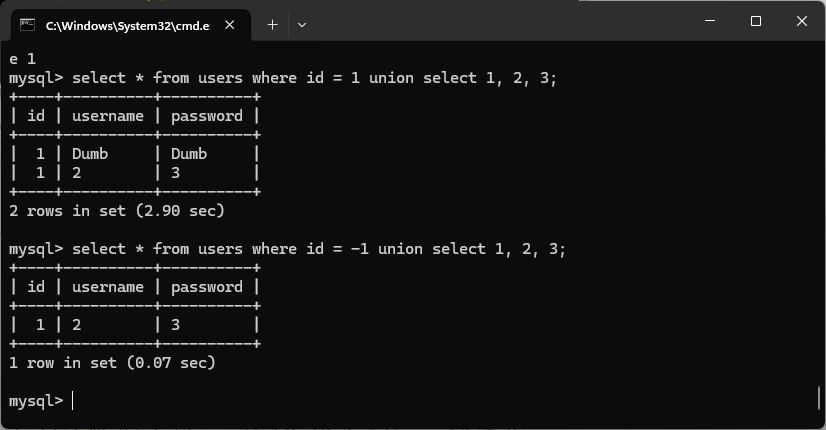 C:\Windows\System32\cmd.e
e 1
mysql> select * from users where id = 1 union select 1, 2, 3;
+----+----------+----------+
| id | username | password |
+----+----------+----------+
|  1 | Dumb     | Dumb     |
|  1 | 2        | 3        |
+----+----------+----------+
2 rows in set (2.90 sec)
mysql> select * from users where id = -1 union select 1, 2, 3;
+----+----------+----------+
| id | username | password |
+----+----------+----------+
|  1 | 2        | 3        |
+----+----------+----------+
1 row in set (0.07 sec)
mysql>